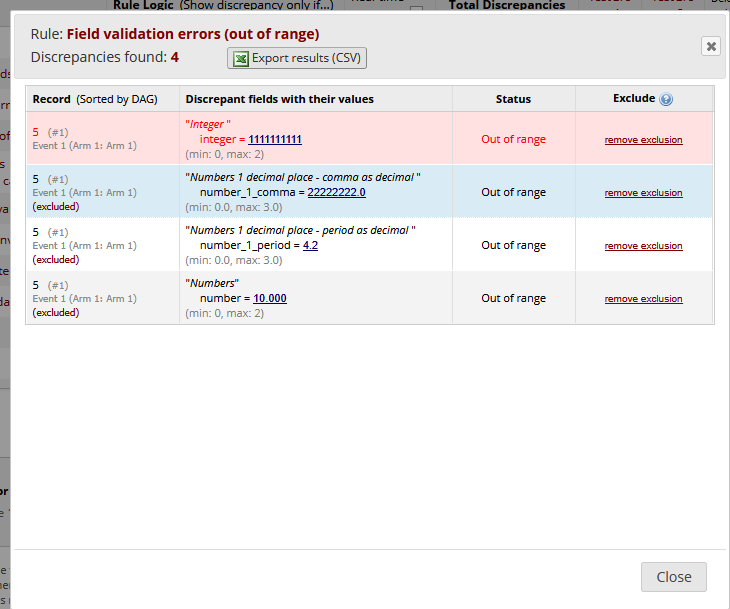 Rule Logic (Show discrepancy only if...)
Total Discrepancies
Rule: Field validation errors (out of range)
Discrepancies found: 4
Export results (CSV)
Record (Sorted by DAG) Discrepant fields with their values Status Exclude ?
5 (#1)
Event 1 (Arm 1: Arm 1)
"Integer "
integer = 1111111111
(min: 0, max: 2)
Out of range
remove exclusion
5 (#1)
Event 1 (Arm 1: Arm 1)
(excluded)
"Numbers 1 decimal place - comma as decimal "
number_1_comma = 22222222.0
(min: 0.0, max: 3.0)
Out of range
remove exclusion
5 (#1)
Event 1 (Arm 1: Arm 1)
(excluded)
"Numbers 1 decimal place - period as decimal "
number_1_period = 4.2
(min: 0.0, max: 3.0)
Out of range
remove exclusion
5 (#1)
Event 1 (Arm 1: Arm 1)
(excluded)
"Numbers"
number = 10.000
(min: 0, max: 2)
Out of range
remove exclusion
Close